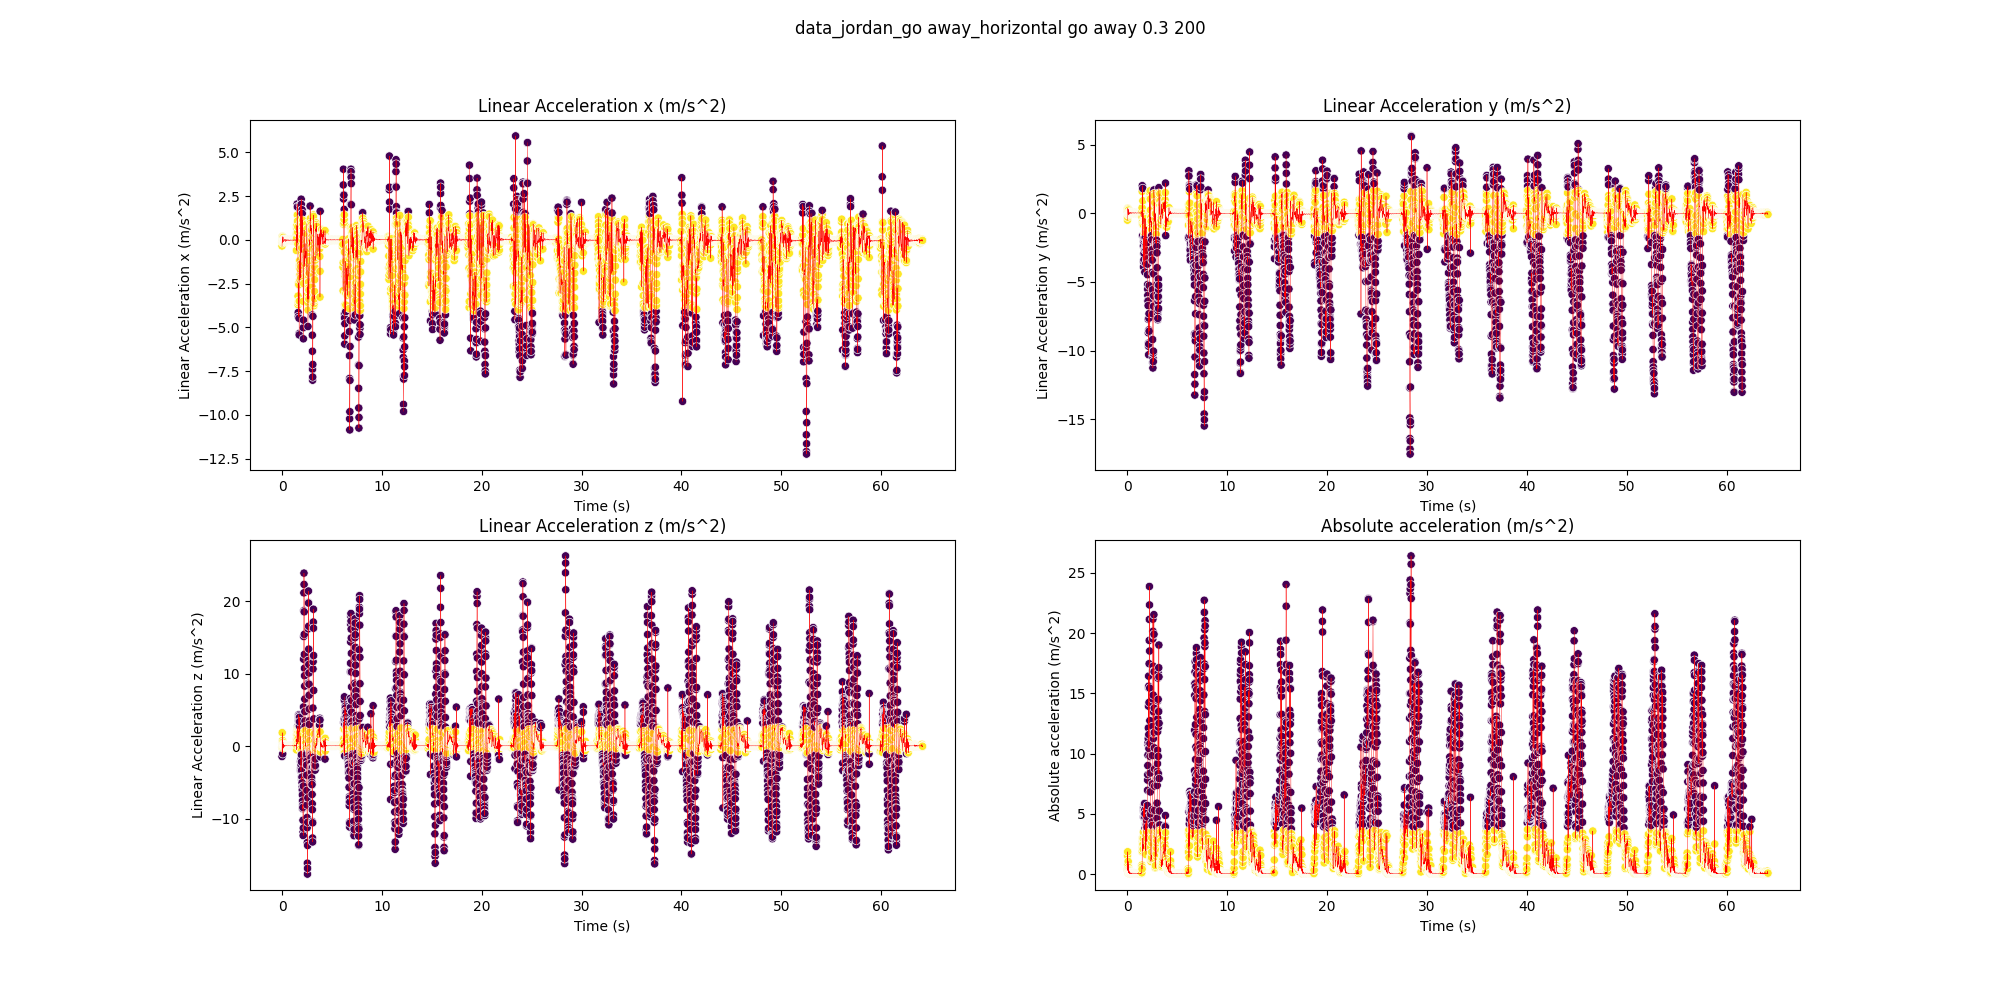 data_jordan_go away_horizontal go away 0.3 200
Linear Acceleration x (m/s^2)
Linear Acceleration x (m/s^2)
5.0
2.5
0.0
−2.5
−5.0
−7.5
−10.0
−12.5
0 10 20 30 40 50 60
Time (s)
Linear Acceleration y (m/s^2)
Linear Acceleration y (m/s^2)
5
0
−5
−10
−15
0 10 20 30 40 50 60
Time (s)
Linear Acceleration z (m/s^2)
Linear Acceleration z (m/s^2)
20
10
0
−10
0 10 20 30 40 50 60
Time (s)
Absolute acceleration (m/s^2)
Absolute acceleration (m/s^2)
25
20
15
10
5
0
0 10 20 30 40 50 60
Time (s)